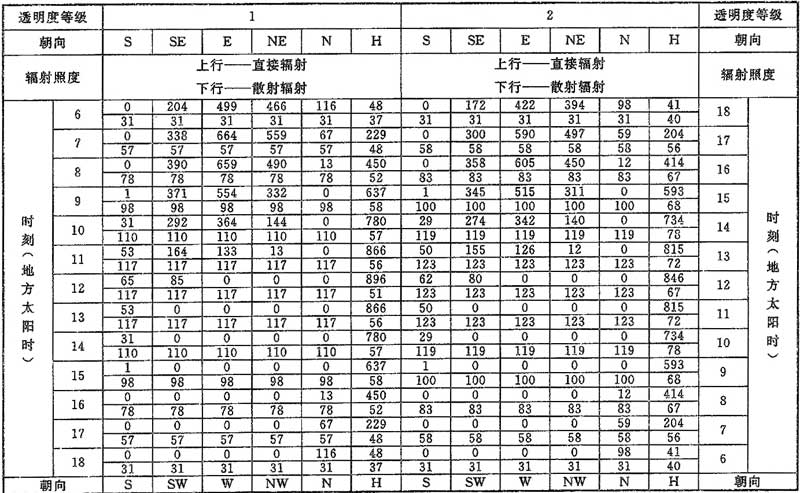 透明度等级 1 2 透明度等级
朝向 S SE E NE N H S SE E NE N H 朝向
辐射照度 上行——直接辐射 上行——直接辐射 辐射照度
下行——散射辐射 下行——散射辐射
时刻(地方太阳时) 时刻(地方太阳时)
6 0 204 499 466 116 48 0 172 422 394 98 41 18
31 31 31 31 31 37 31 31 31 31 31 40
7 0 338 664 559 67 229 0 300 590 497 59 204 17
57 57 57 57 57 48 58 58 58 58 58 56
8 0 390 659 490 13 450 0 358 605 450 12 414 16
78 78 78 78 78 52 83 83 83 83 83 67
9 1 371 554 332 0 637 1 345 515 311 0 593 15
98 98 98 98 98 58 100 100 100 100 100 68
10 31 292 364 144 0 780 29 274 342 140 0 734 14
110 110 110 110 110 57 119 119 119 119 119 78
11 53 164 133 13 0 866 50 155 126 12 0 815 13
117 117 117 117 117 56 123 123 123 123 123 72
12 65 85 0 0 0 896 62 80 0 0 0 846 12
117 117 117 117 117 51 123 123 123 123 123 67
13 53 0 0 0 0 866 50 0 0 0 0 815 11
117 117 117 117 117 56 123 123 123 123 123 72
14 31 0 0 0 0 780 29 0 0 0 0 734 10
110 110 110 110 110 57 119 119 119 119 119 78
15 1 0 0 0 0 637 1 0 0 0 0 593 9
98 98 98 98 98 58 100 100 100 100 100 68
16 0 0 0 0 13 450 0 0 0 0 12 414 8
78 78 78 78 78 52 83 83 83 83 83 67
17 0 0 0 0 67 229 0 0 0 0 59 204 7
57 57 57 57 57 48 58 58 58 58 58 56
18 0 0 0 0 116 48 0 0 0 0 98 41 6
31 31 31 31 31 37 31 31 31 31 31 40
朝向 S SW W NW N H S SW W NW N H 朝向